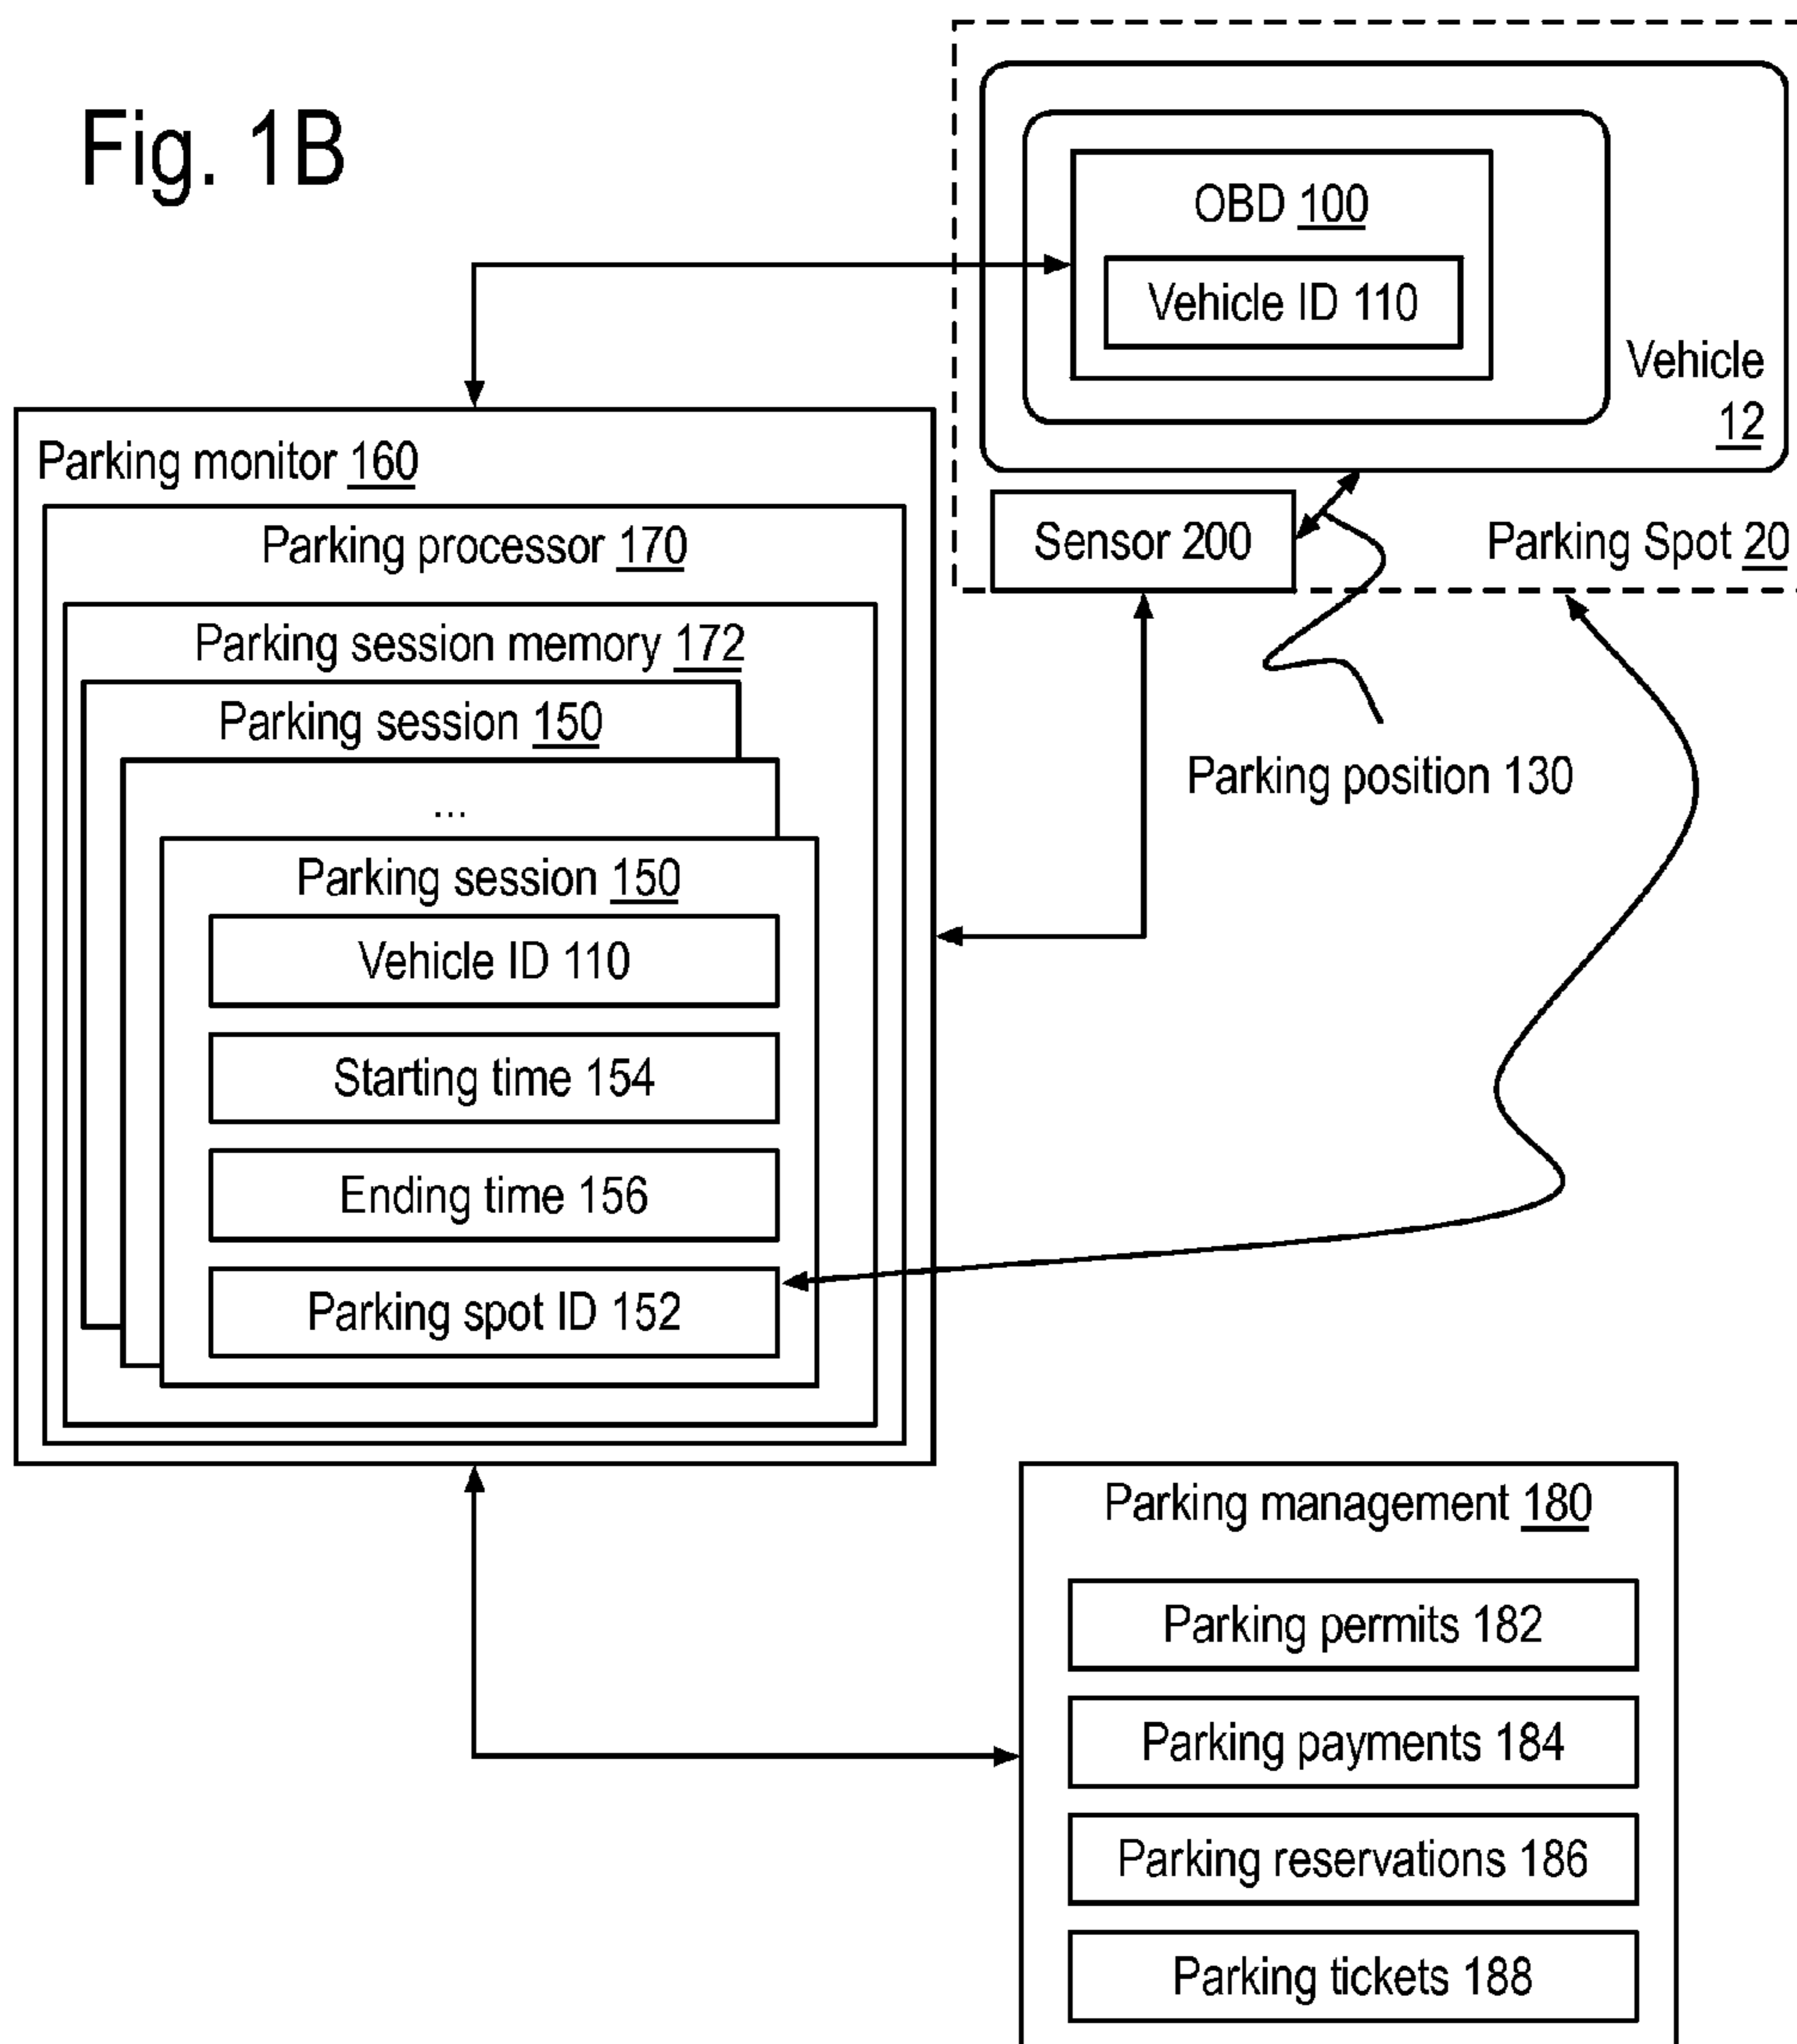 Fig. 1B
OBD 100
Vehicle ID 110
Vehicle
12
Sensor 200
Parking Spot 20
Parking position 130
Parking monitor 160
Parking processor 170
Parking session memory 172
Parking session 150
...
Parking session 150
Vehicle ID 110
Starting time 154
Ending time 156
Parking spot ID 152
Parking management 180
Parking permits 182
Parking payments 184
Parking reservations 186
Parking tickets 188